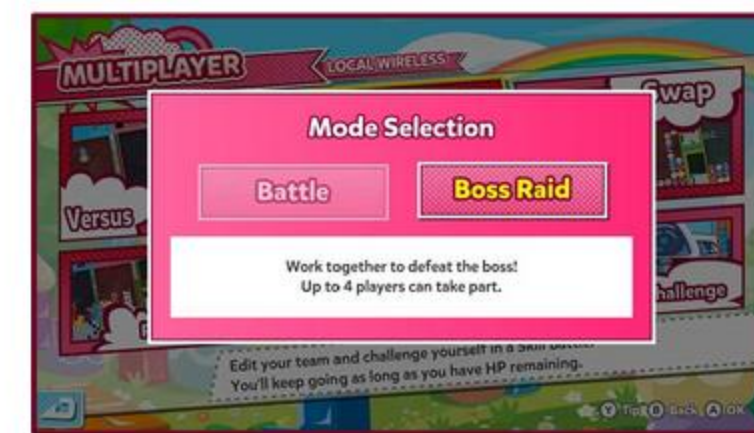 MULTIPLAYER
LOCAL WIRELESS
Swap
Mode Selection
Battle
Boss Raid
Versus
Work together to defeat the boss!
Up to 4 players can take part.
hallenge
Edit your team and challenge yourself in a Skill Battle.
You'll keep going as long as you have HP remaining.
Y Tip B Back A OK